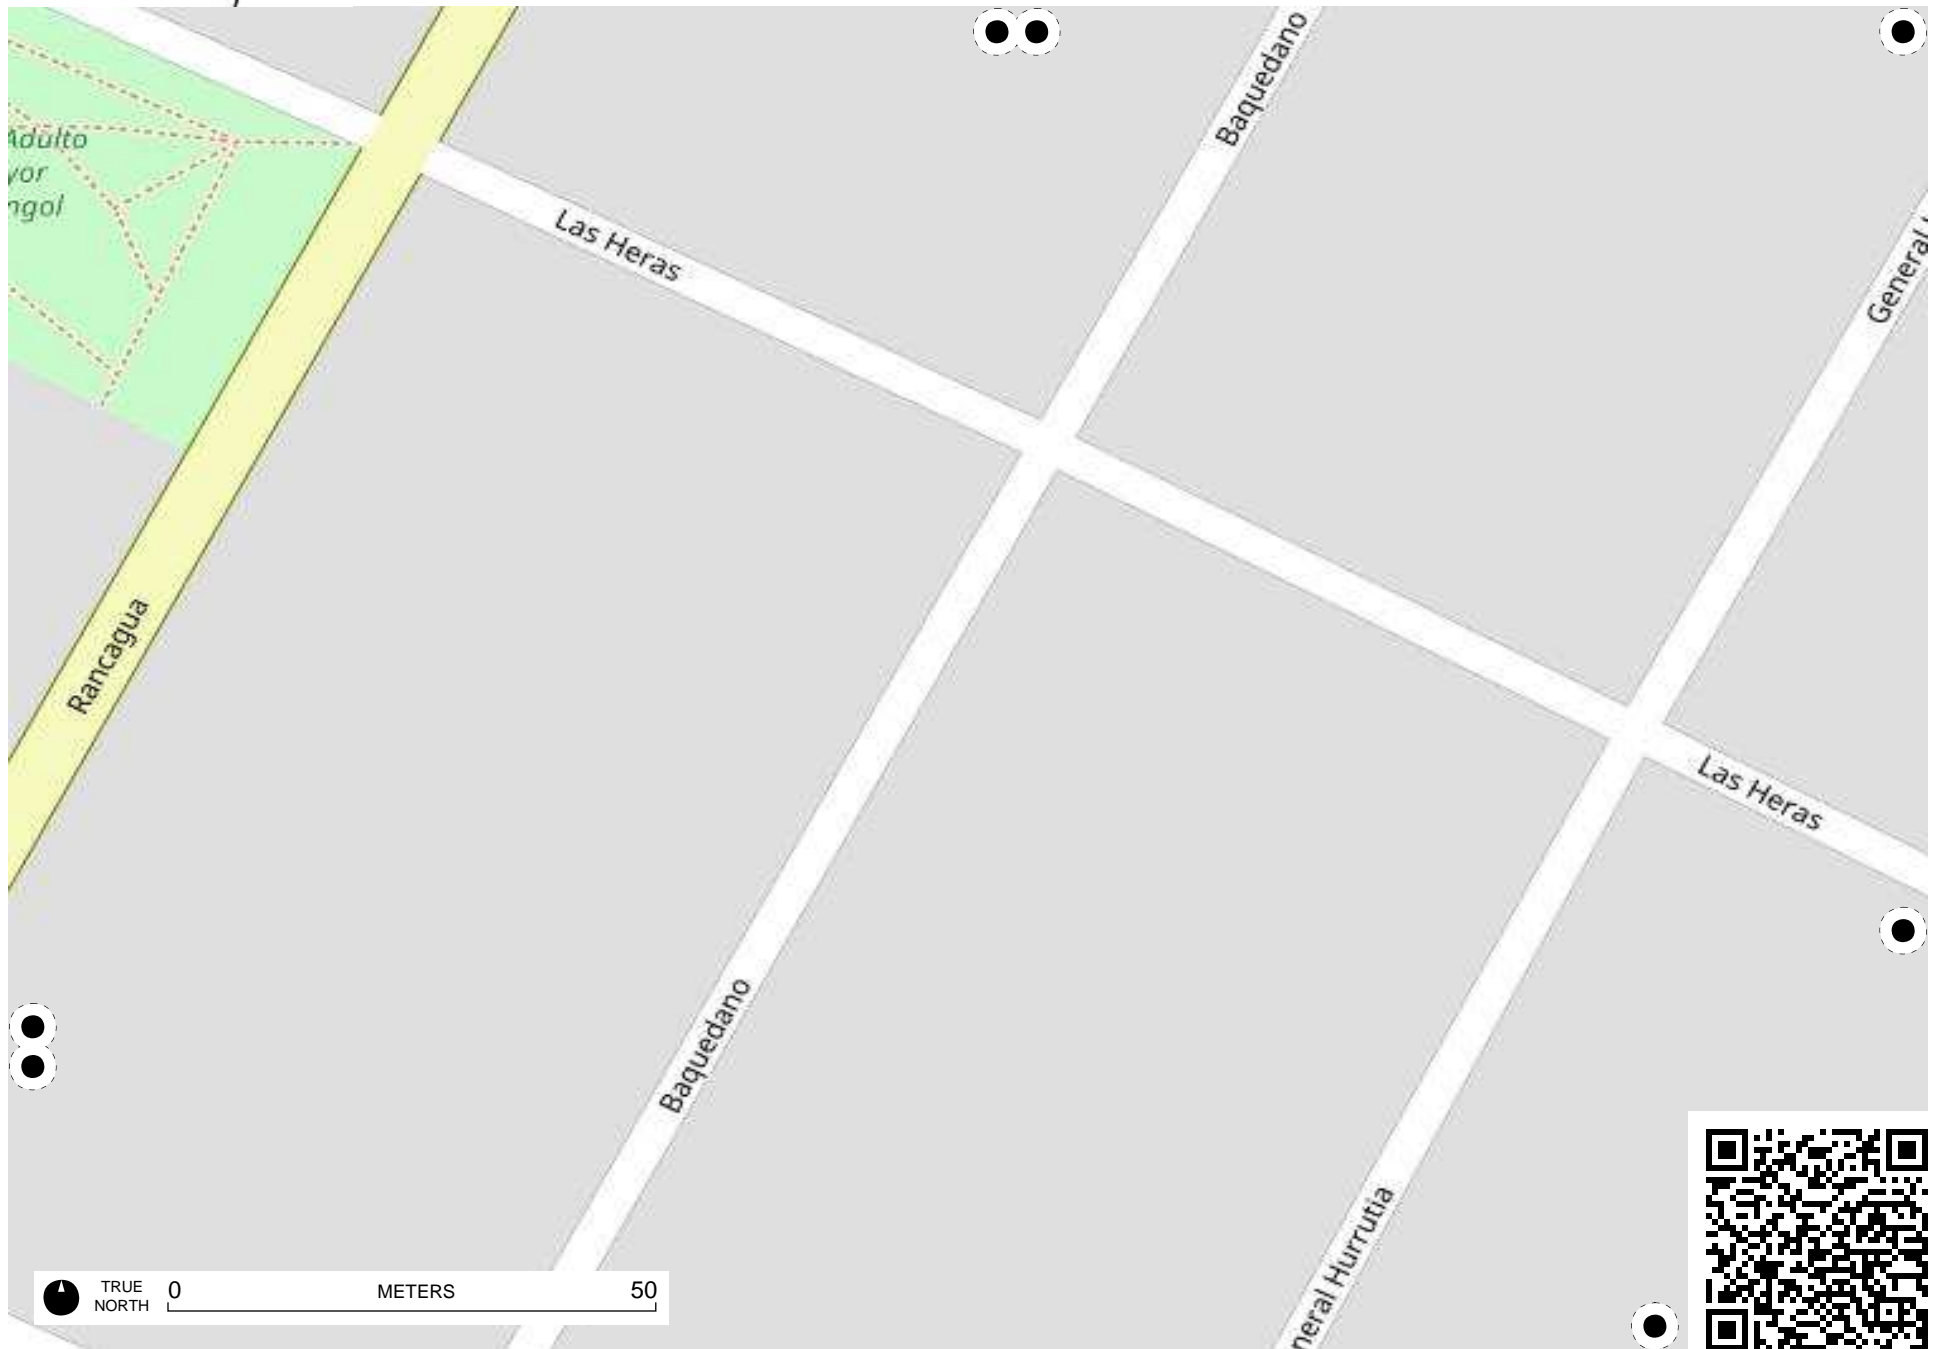 Baquedano
Adulto
yor
ngol
Las Heras
General
Rancagua
Las Heras
Baquedano
neral Hurrutia
TRUE
NORTH
0 METERS 50